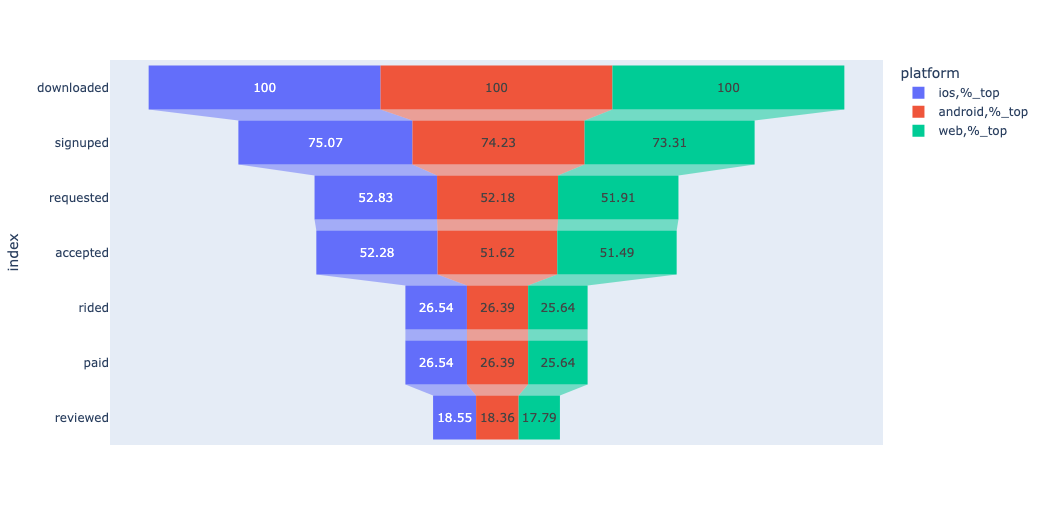 downloaded 100 100 100
signuped 75.07 74.23 73.31
requested 52.83 52.18 51.91
accepted 52.28 51.62 51.49
rided 26.54 26.39 25.64
paid 26.54 26.39 25.64
reviewed 18.55 18.36 17.79
index
platform
ios,%_top
android,%_top
web,%_top